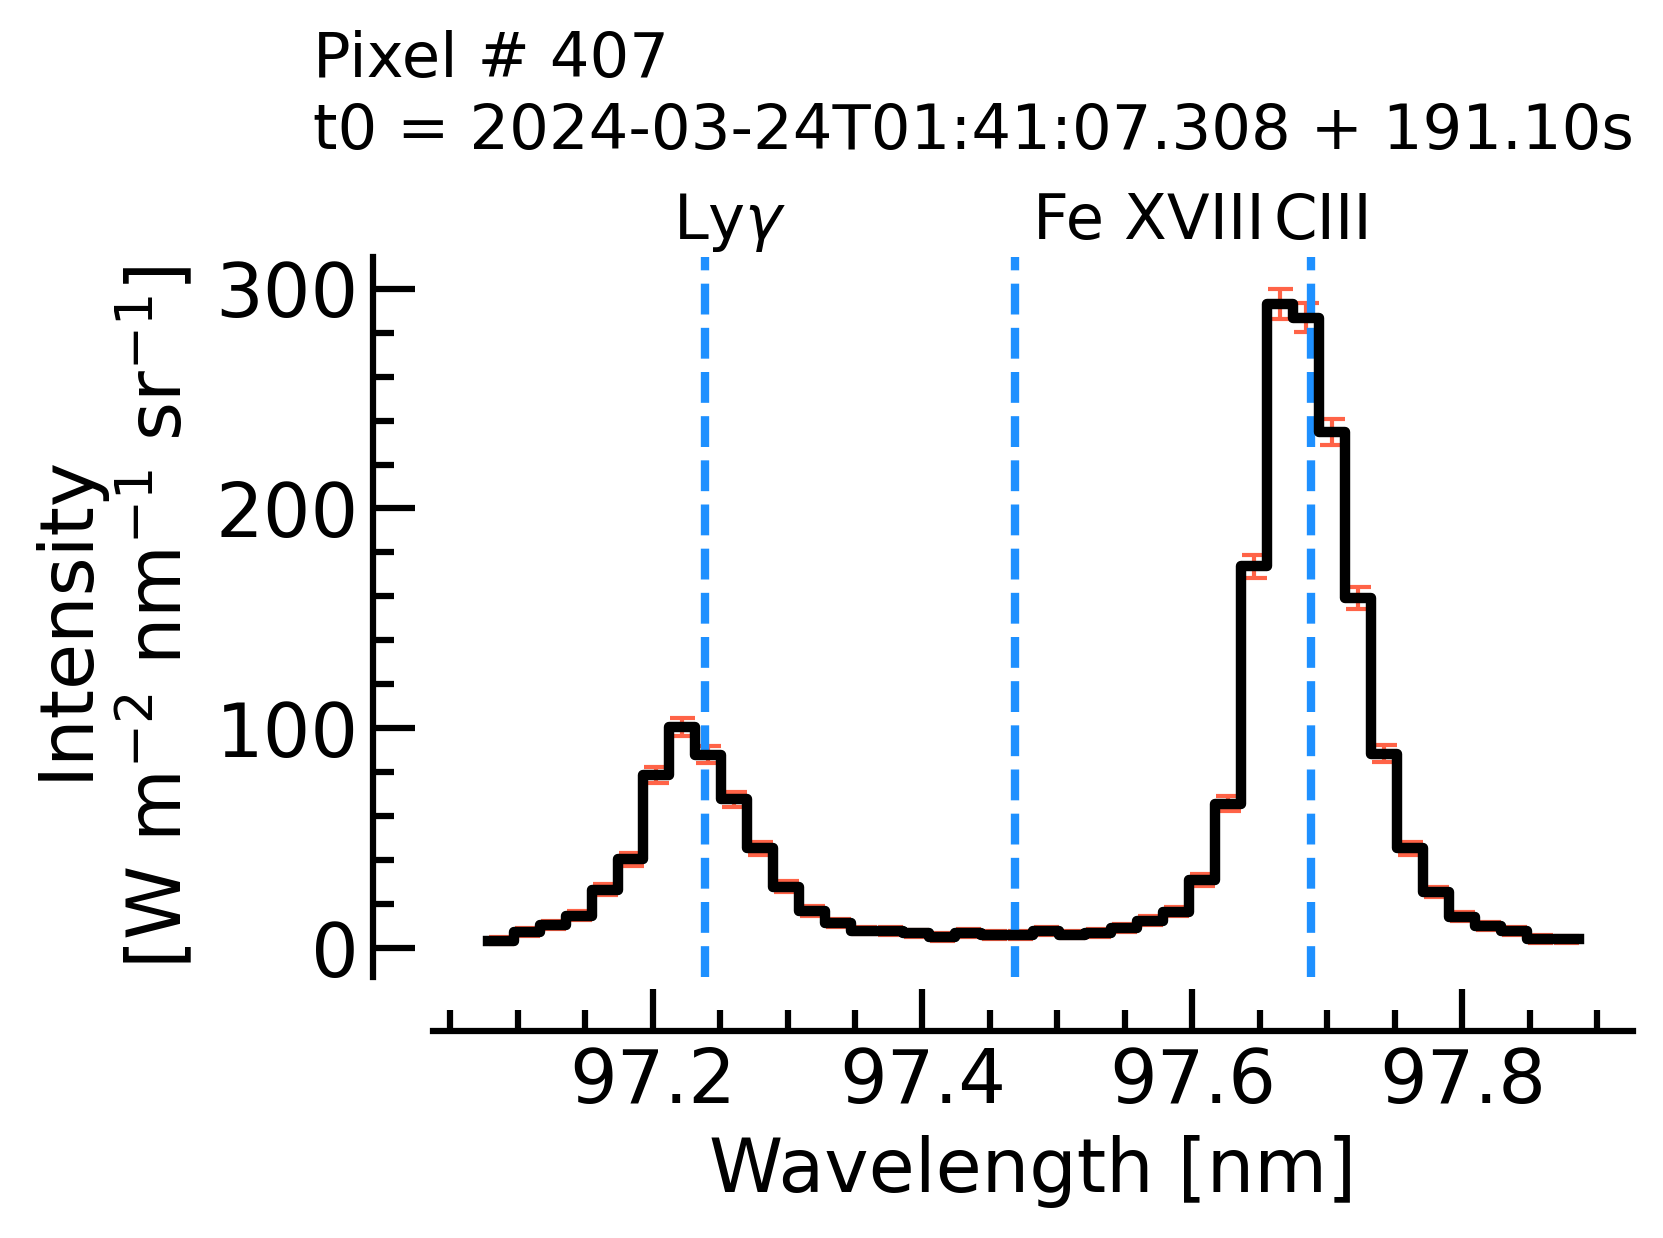 Pixel # 407
t0 = 2024-03-24T01:41:07.308 + 191.10s
Lyγ Fe XVIII CIII
Intensity
[W m⁻² nm⁻¹ sr⁻¹]
300
200
100
0
97.2 97.4 97.6 97.8
Wavelength [nm]